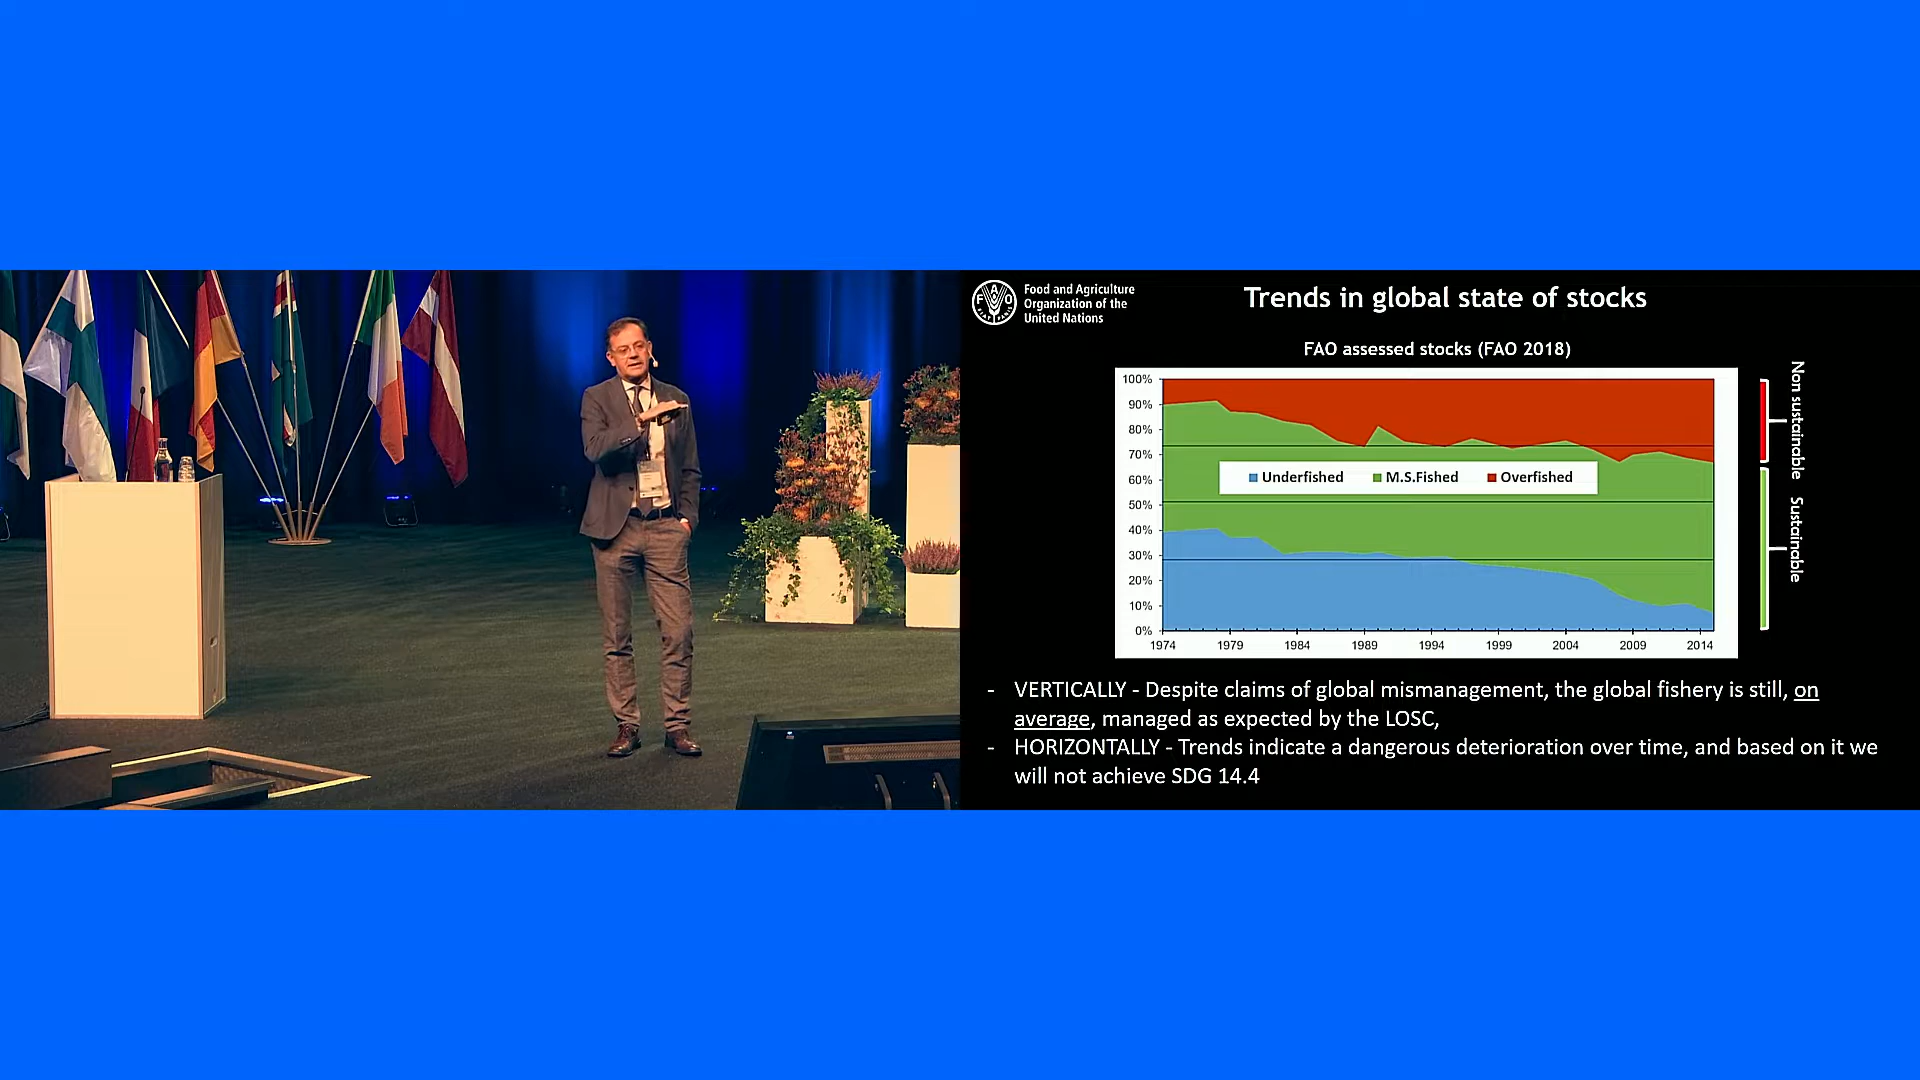 Food and Agriculture
Organization of the
United Nations
Trends in global state of stocks
FAO assessed stocks (FAO 2018)
100%
90%
80%
70%
60%
50%
40%
30%
20%
10%
0%
Underfished M.S.Fished Overfished
1974 1979 1984 1989 1994 1999 2004 2009 2014
Non sustainable
Sustainable
- VERTICALLY - Despite claims of global mismanagement, the global fishery is still, on
average, managed as expected by the LOSC,
- HORIZONTALLY - Trends indicate a dangerous deterioration over time, and based on it we
will not achieve SDG 14.4